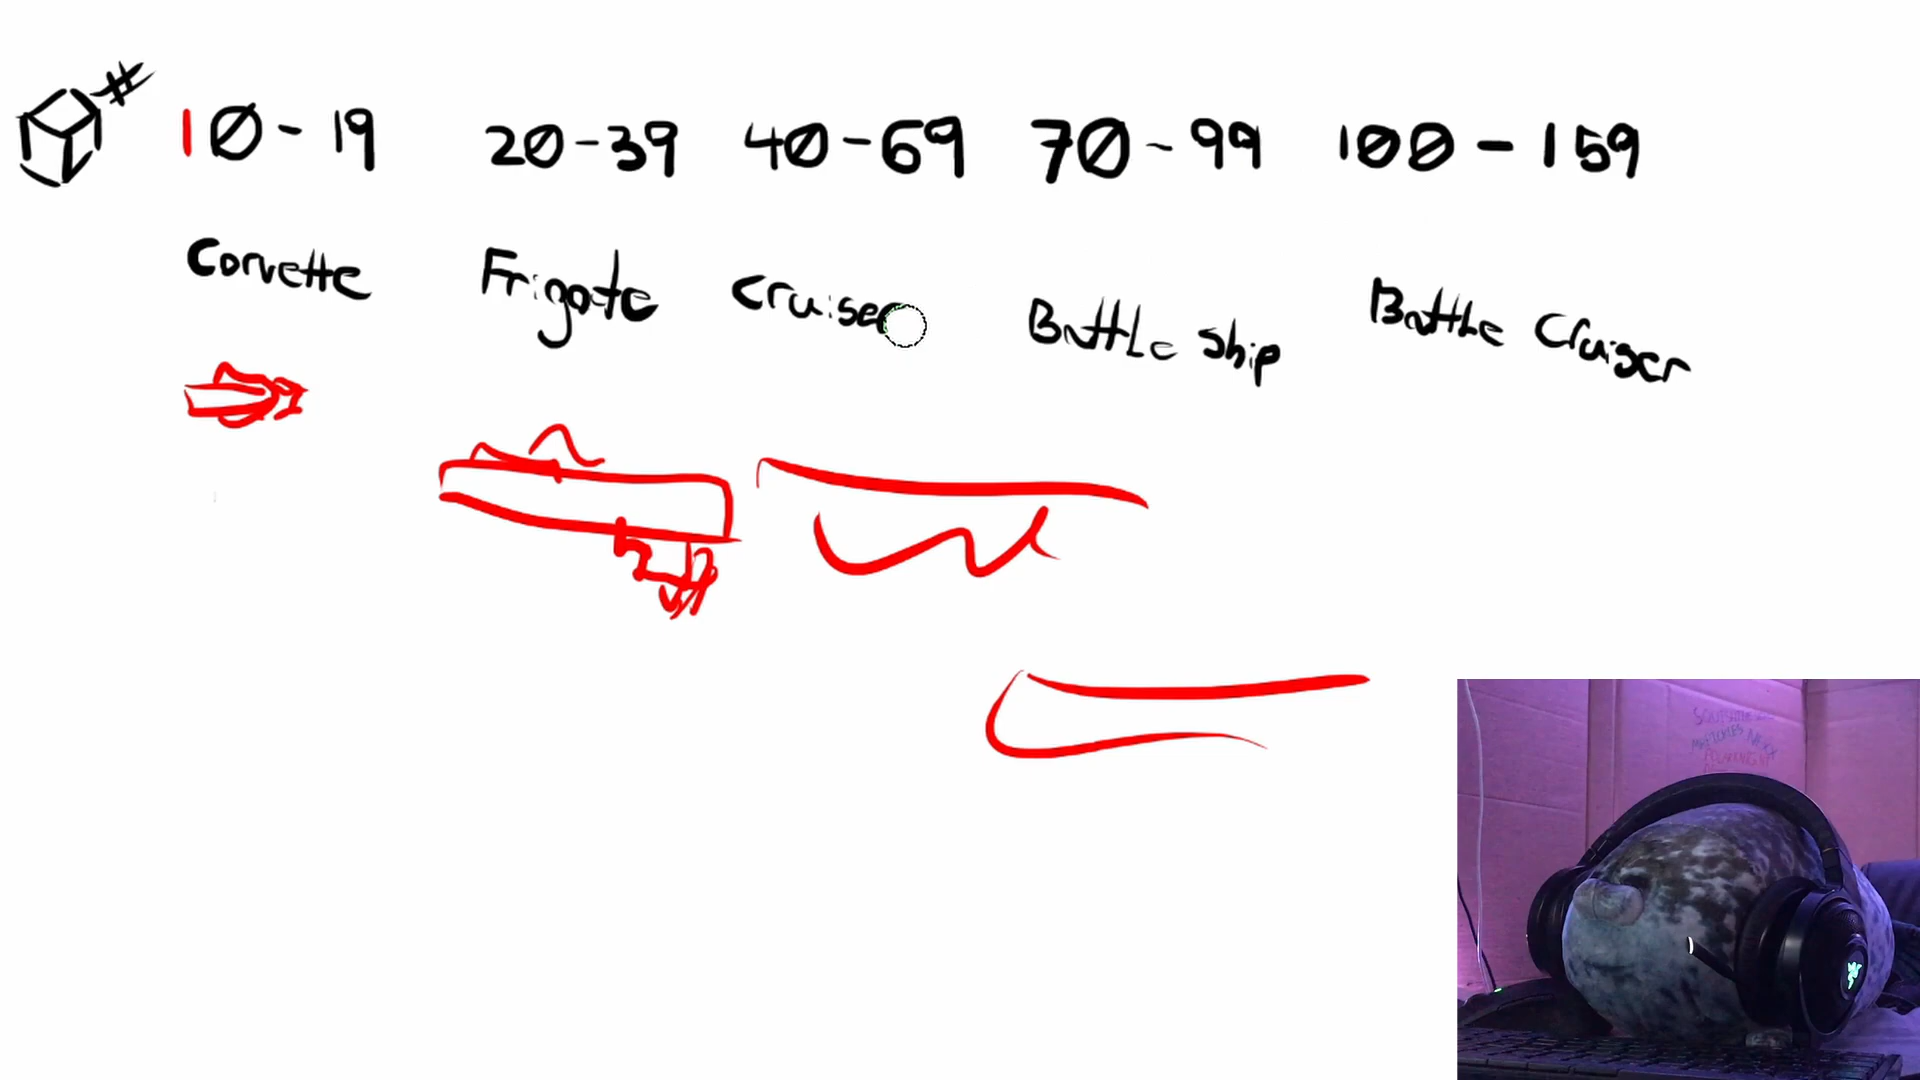 # 10 - 19 20 - 39 40 - 69 70 - 99 100 - 159
Corvette Frigate Cruiser Battle Ship Battle Cruiser